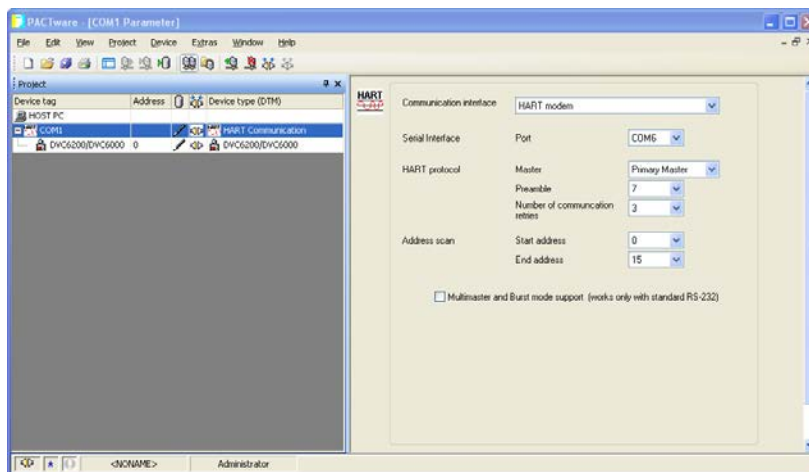 PACTware - [COM1 Parameter]
File Edit View Project Device Extras Window Help
Project
Device tag Address Device type (DTM)
HOST PC
COM1 HART Communication
DVC6200/DVC6000 0 DVC6200/DVC6000
HART
Communication interface HART modem
Serial Interface Port COM6
HART protocol Master Primary Master
Preamble 7
Number of communcation retries 3
Address scan Start address 0
End address 15
Multimaster and Burst mode support (works only with standard RS-232)
<NONAME> Administrator